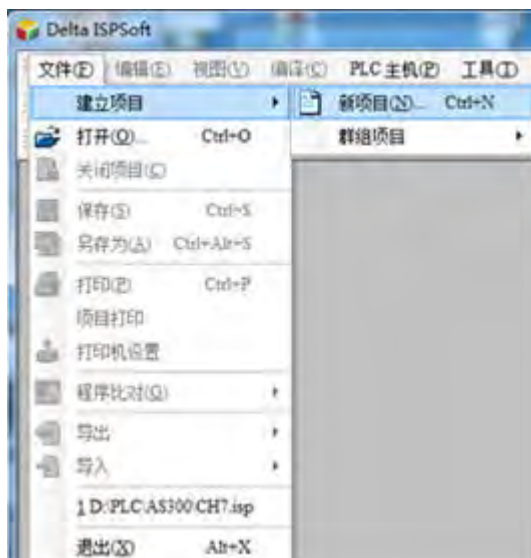 Delta ISPSoft
文件(F) 编辑(E) 视图(V) 编译(C) PLC 主机(P) 工具(T)
建立项目
新项目(N)... Ctrl+N
打开(O)... Ctrl+O
群组项目
关闭项目(C)
保存(S) Ctrl+S
另存为(A) Ctrl+Alt+S
打印(P) Ctrl+P
项目打印
打印机设置
程序比对(G)
导出
导入
1 D:\PLC\AS300\CH7.isp
退出(X) Alt+X